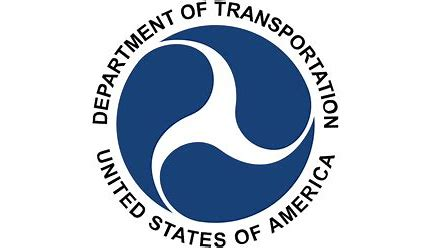 DEPARTMENT OF TRANSPORTATION
UNITED STATES OF AMERICA